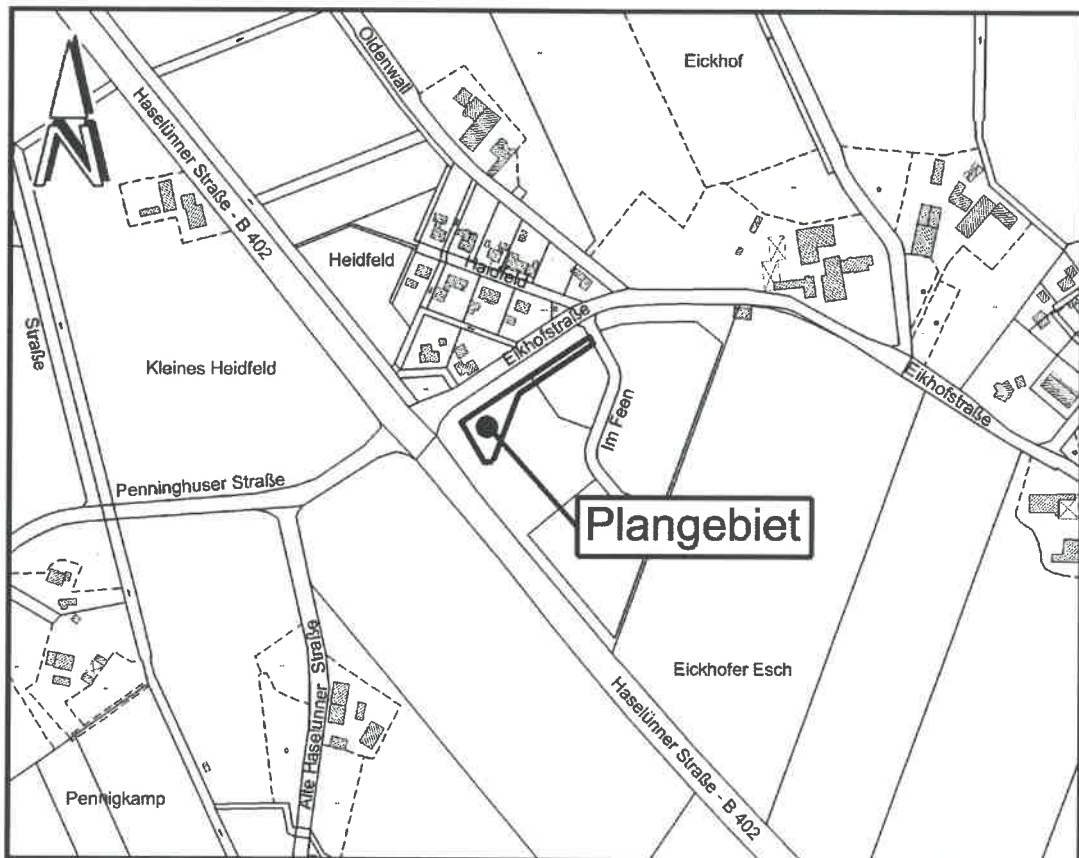 Oldenwall
Eickhof
N
Haselünner Straße - B 402
Heidfeld
Haidfeld
Straße
Kleines Heidfeld
Eikhofstraße
Eikhofstraße
Im Feen
Penninghuser Straße
Plangebiet
Alte Haselünner Straße
Eickhofer Esch
Haselünner Straße - B 402
Pennigkamp